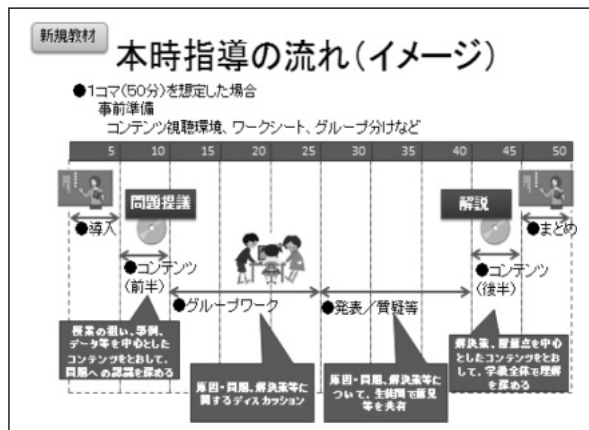 新規教材
本時指導の流れ(イメージ)
●1コマ(50分)を想定した場合
事前準備
コンテンツ視聴環境、ワークシート、グループ分けなど
5 10 15 20 25 30 35 40 45 50
問題提議
解説
●導入
●まとめ
●コンテンツ
(前半)
●コンテンツ
(後半)
●グループワーク
●発表/質疑等
授業の狙い、事例、
データ等を中心とした
コンテンツをとおして、
問題への認識を深める
原因・問題、解決策等に
関するディスカッション
原因・問題、解決策等に
ついて、生徒間で意見
等を共有
解決策、留意点を中心
としたコンテンツをとお
して、学級全体で理解
を深める